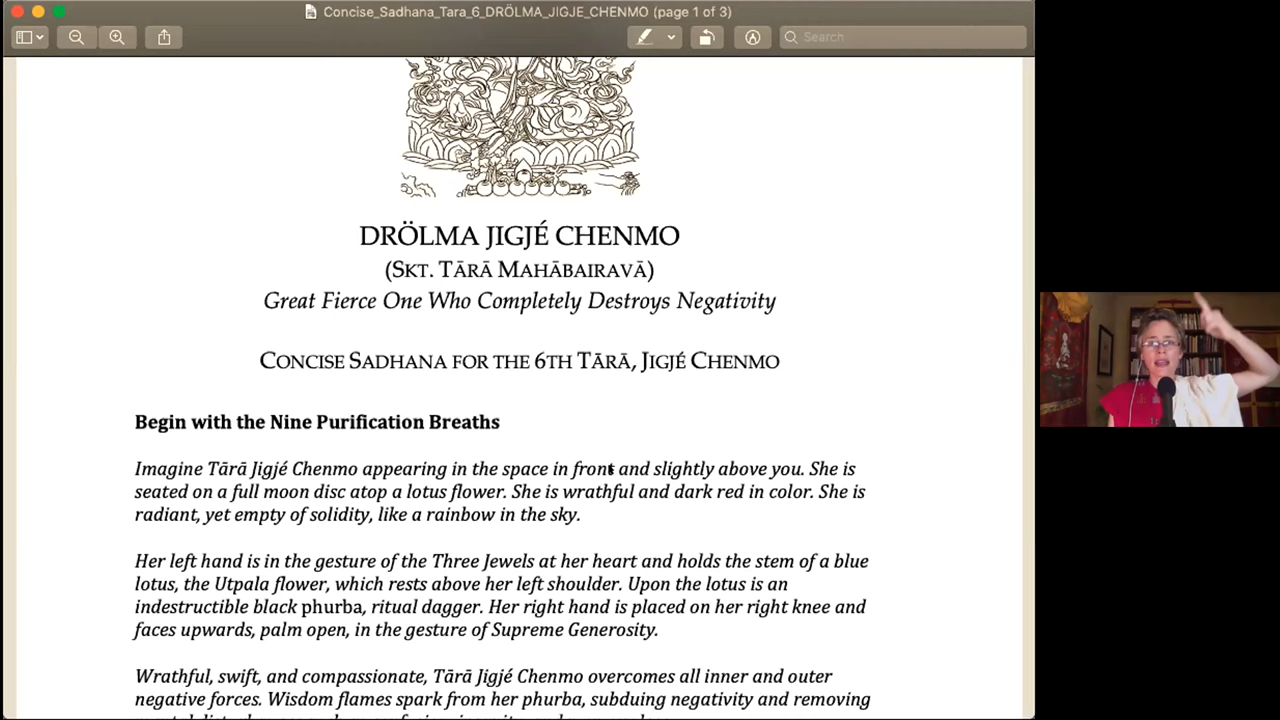 Concise_Sadhana_Tara_6_DRÖLMA_JIGJE_CHENMO (page 1 of 3)
Search
DRÖLMA JIGJÉ CHENMO
(SKT. TĀRĀ MAHĀBAIRAVĀ)
Great Fierce One Who Completely Destroys Negativity
CONCISE SADHANA FOR THE 6TH TĀRĀ, JIGJÉ CHENMO
Begin with the Nine Purification Breaths
Imagine Tārā Jigjé Chenmo appearing in the space in front and slightly above you. She is
seated on a full moon disc atop a lotus flower. She is wrathful and dark red in color. She is
radiant, yet empty of solidity, like a rainbow in the sky.
Her left hand is in the gesture of the Three Jewels at her heart and holds the stem of a blue
lotus, the Utpala flower, which rests above her left shoulder. Upon the lotus is an
indestructible black phurba, ritual dagger. Her right hand is placed on her right knee and
faces upwards, palm open, in the gesture of Supreme Generosity.
Wrathful, swift, and compassionate, Tārā Jigjé Chenmo overcomes all inner and outer
negative forces. Wisdom flames spark from her phurba, subduing negativity and removing